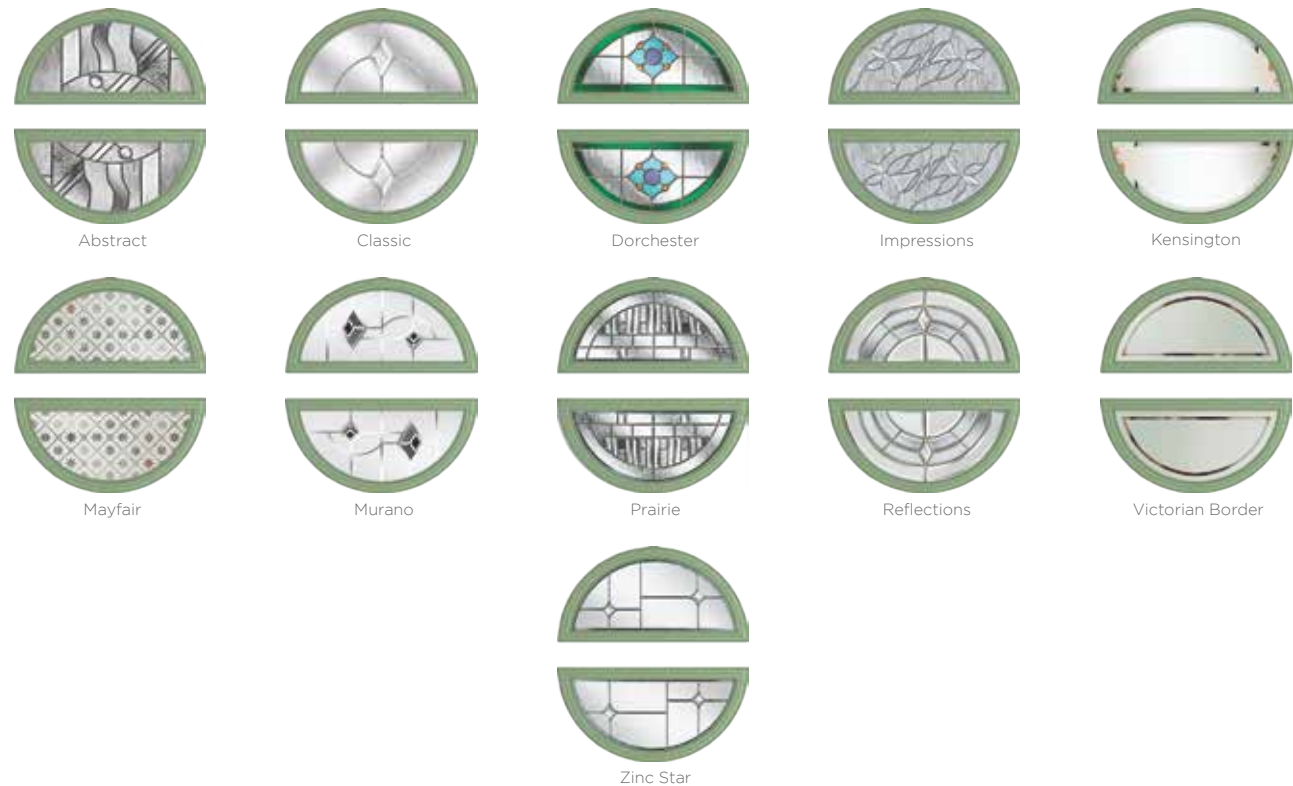 Abstract
Classic
Dorchester
Impressions
Kensington
Mayfair
Murano
Prairie
Reflections
Victorian Border
Zinc Star